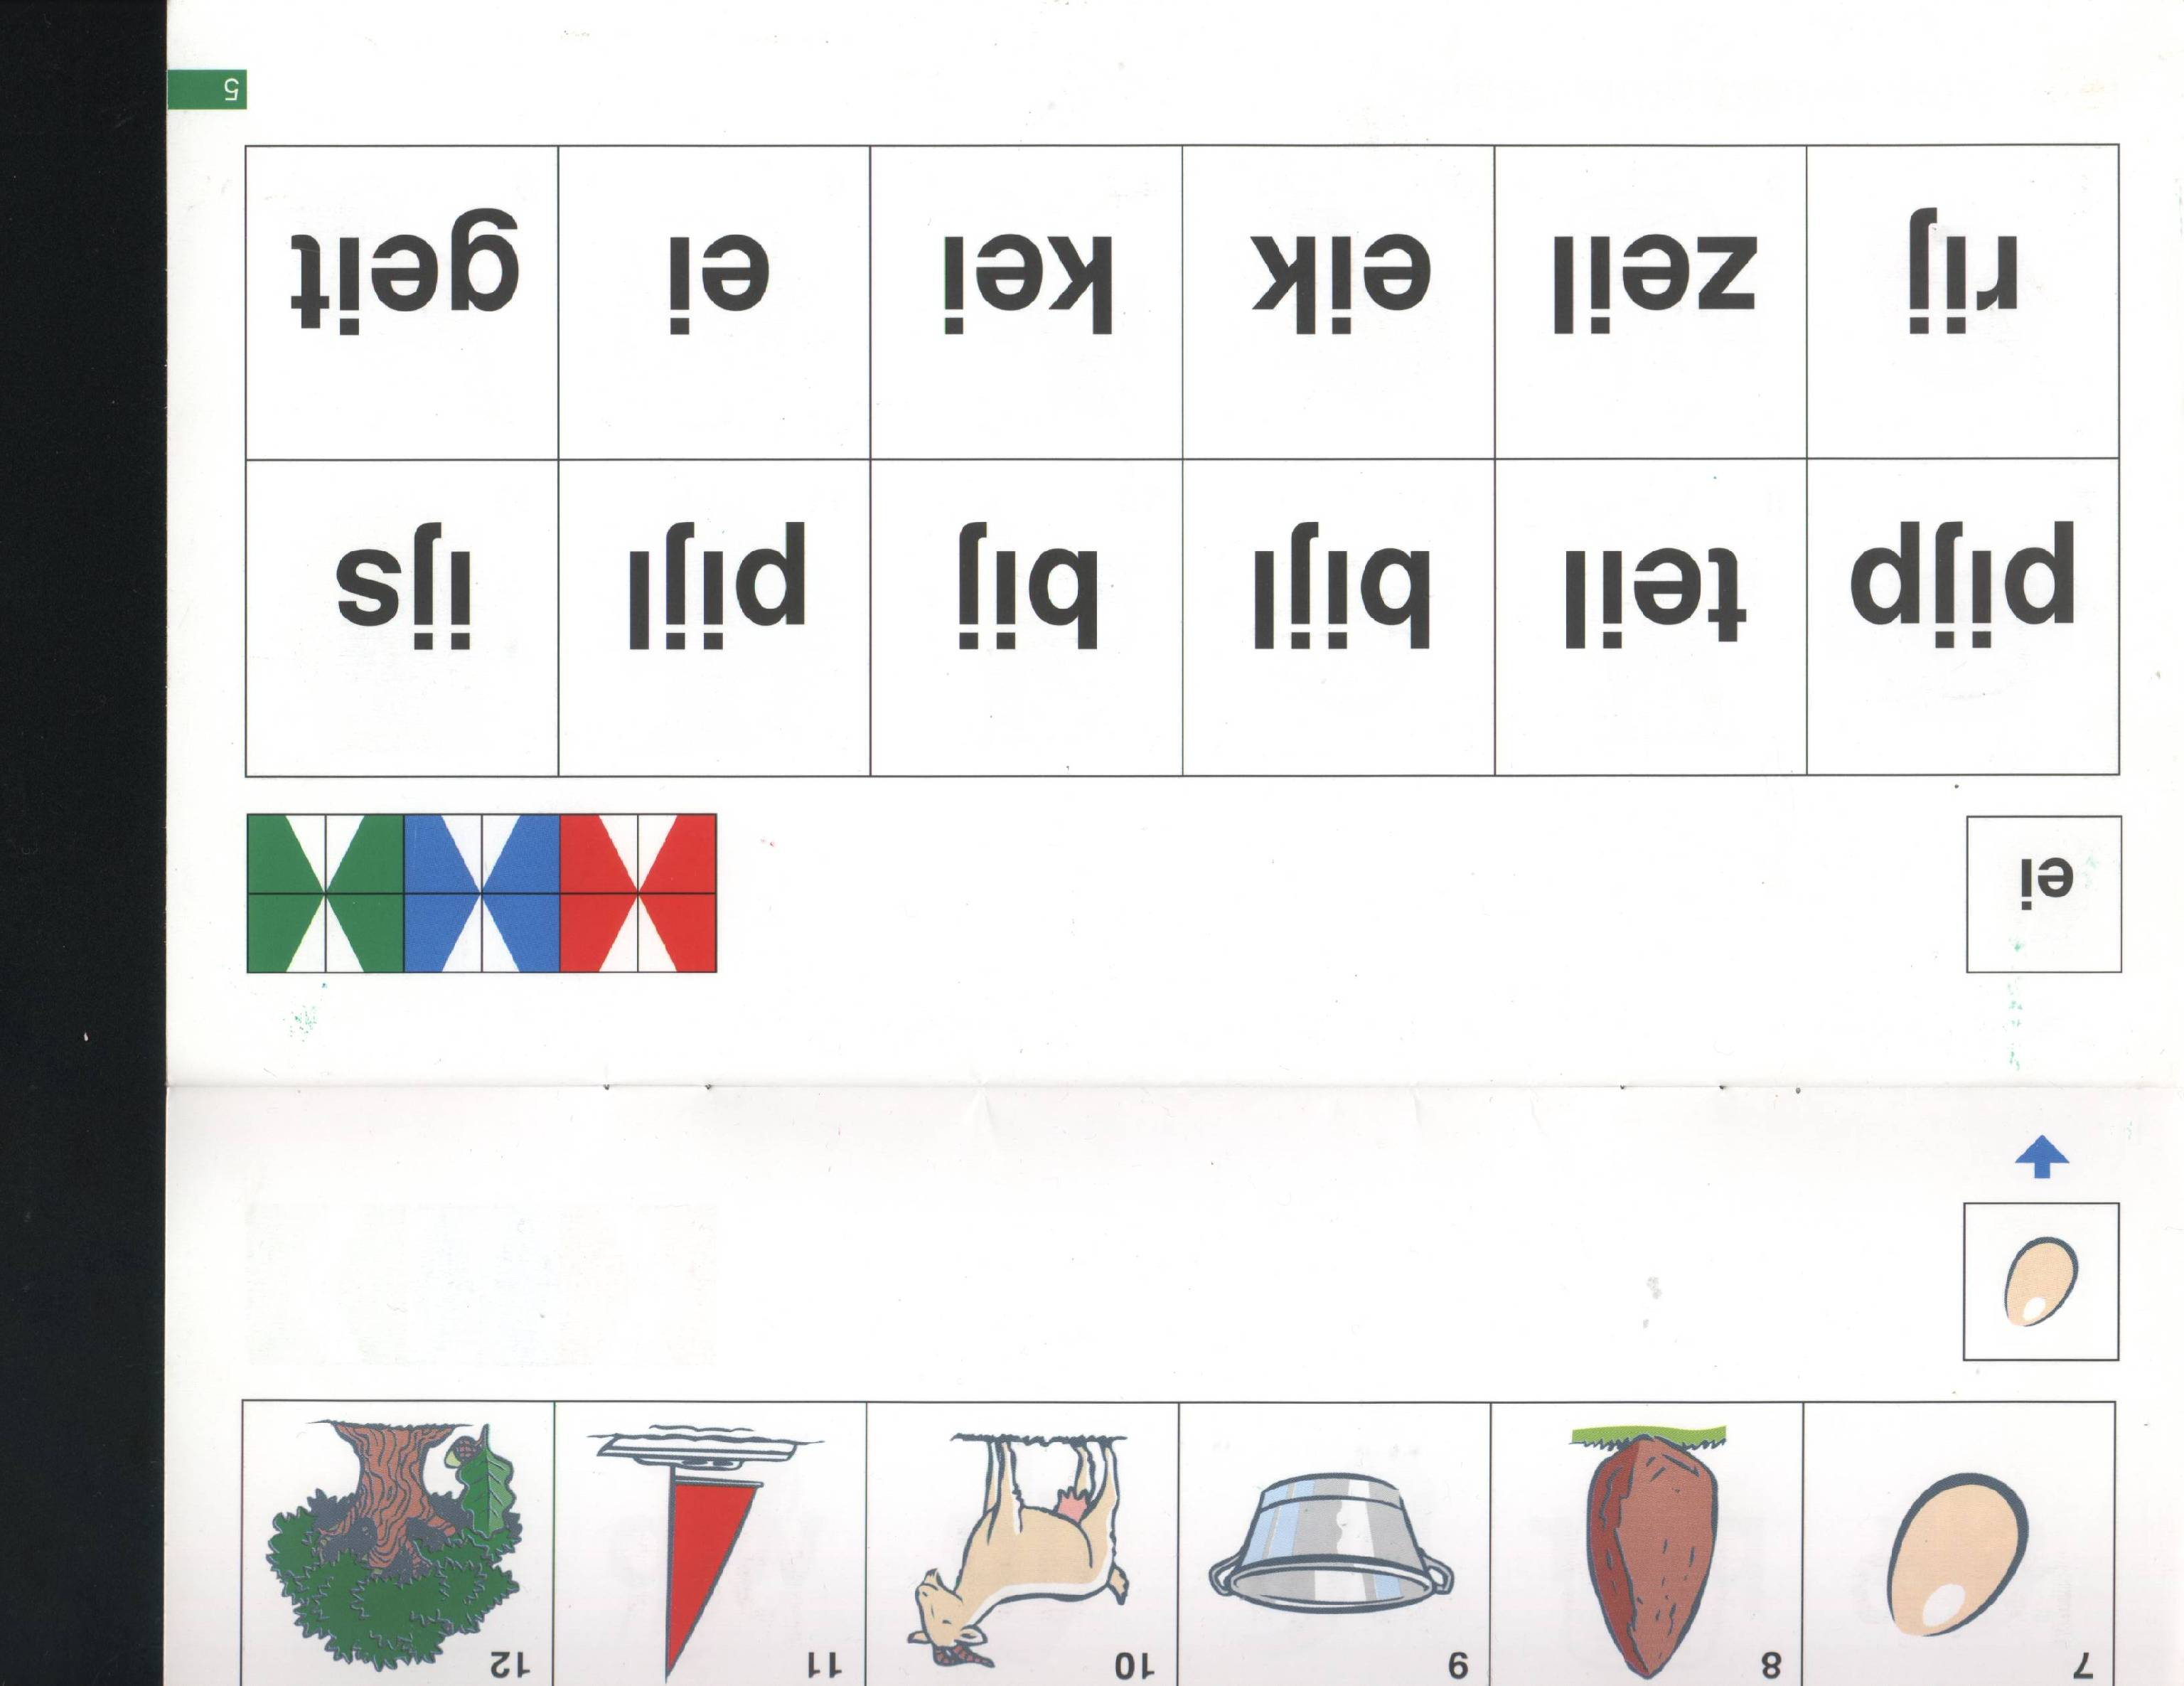 7 8 9 10 11 12
ei
pijp teil bijl bij pijl ijs
rij zeil eik kei ei geit
5